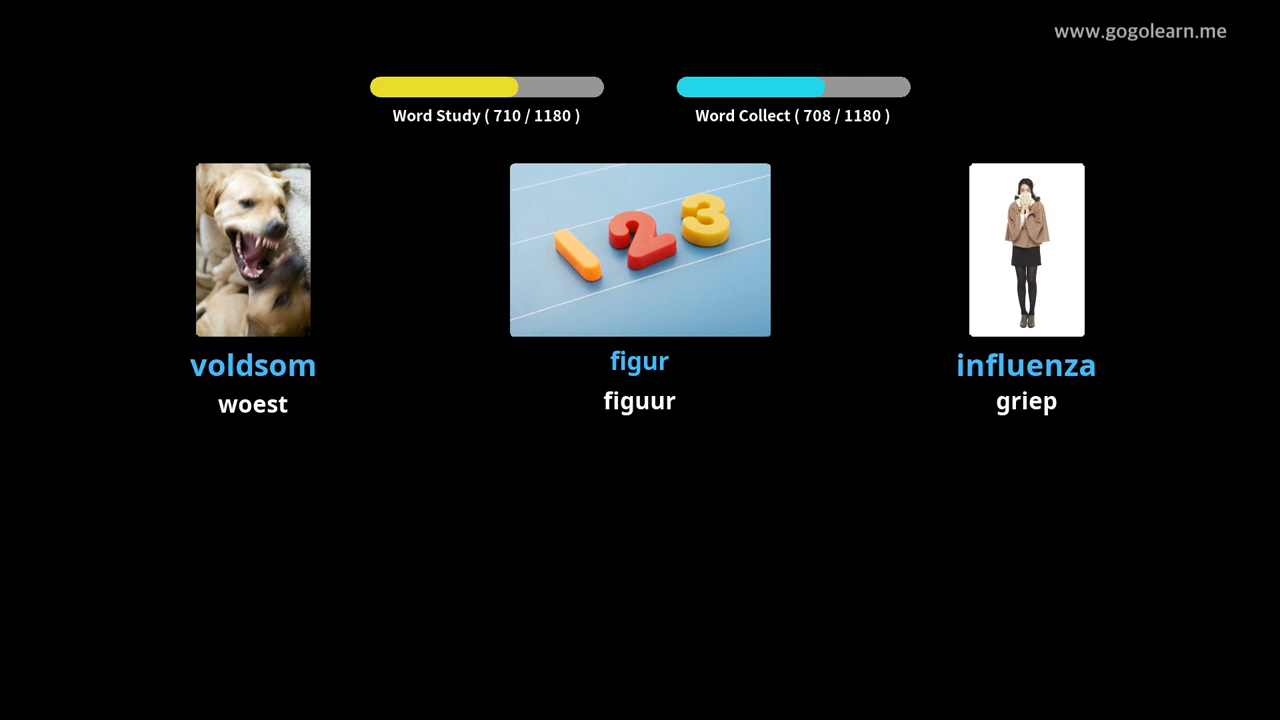 www.gogolearn.me
Word Study ( 710 / 1180 )
Word Collect ( 708 / 1180 )
voldsom
woest
figur
figuur
influenza
griep